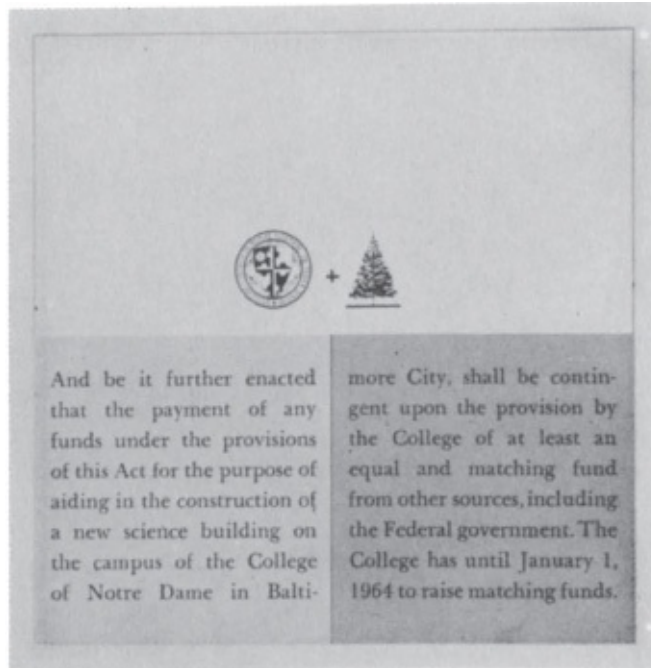 +
And be it further enacted
that the payment of any
funds under the provisions
of this Act for the purpose of
aiding in the construction of
a new science building on
the campus of the College
of Notre Dame in Balti-
more City, shall be contin-
gent upon the provision by
the College of at least an
equal and matching fund
from other sources, including
the Federal government. The
College has until January 1,
1964 to raise matching funds.